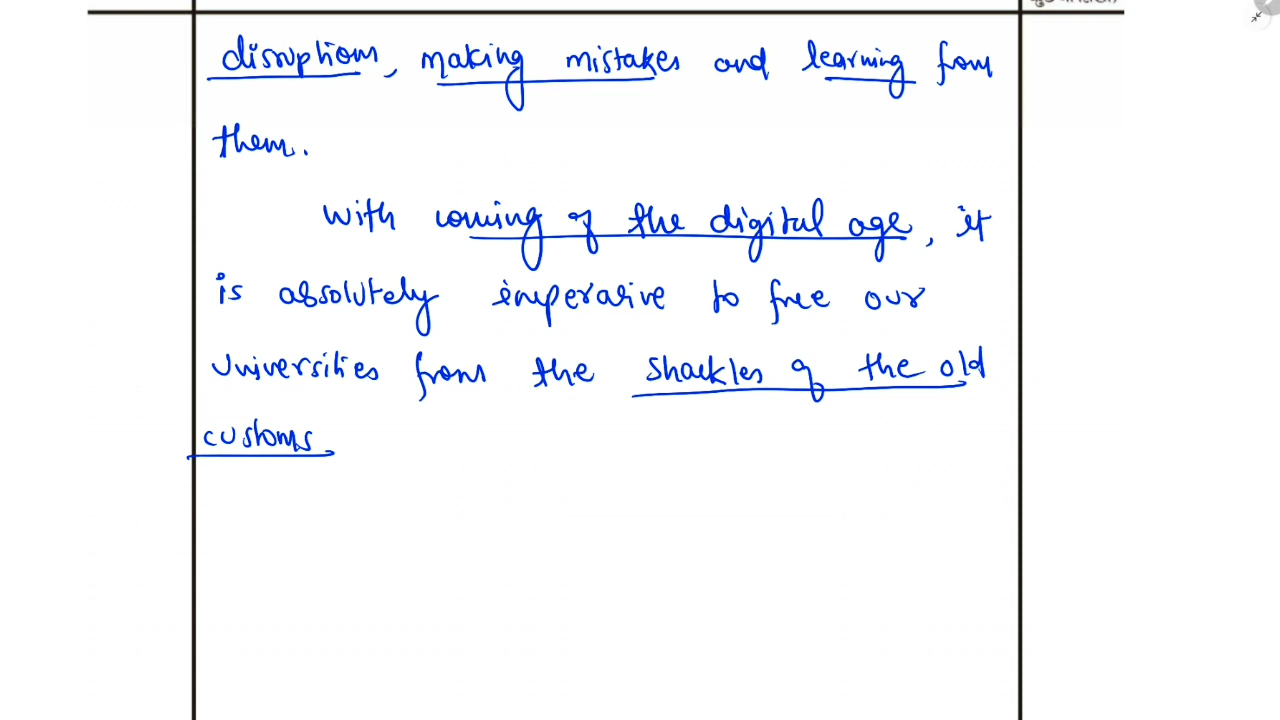 disruptions, making mistakes and learning from
them.
With coming of the digital age, it
is absolutely imperative to free our
Universities from the shackles of the old
customs.